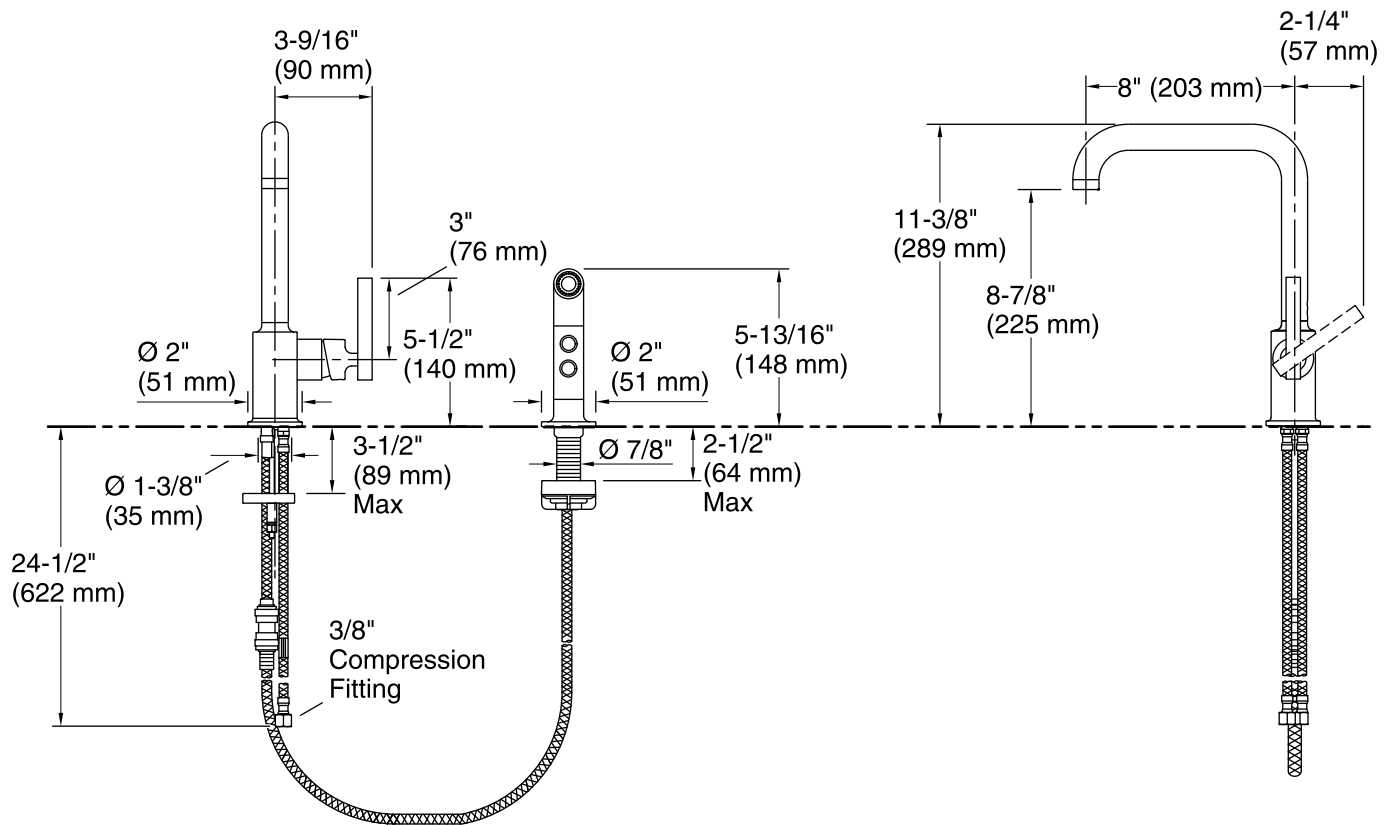 3-9/16"
(90 mm)
2-1/4"
(57 mm)
8" (203 mm)
3"
(76 mm)
11-3/8"
(289 mm)
8-7/8"
(225 mm)
5-1/2"
(140 mm)
5-13/16"
(148 mm)
Ø 2"
(51 mm)
Ø 2"
(51 mm)
3-1/2"
(89 mm)
Max
Ø 7/8"
2-1/2"
(64 mm)
Max
Ø 1-3/8"
(35 mm)
24-1/2"
(622 mm)
3/8"
Compression
Fitting